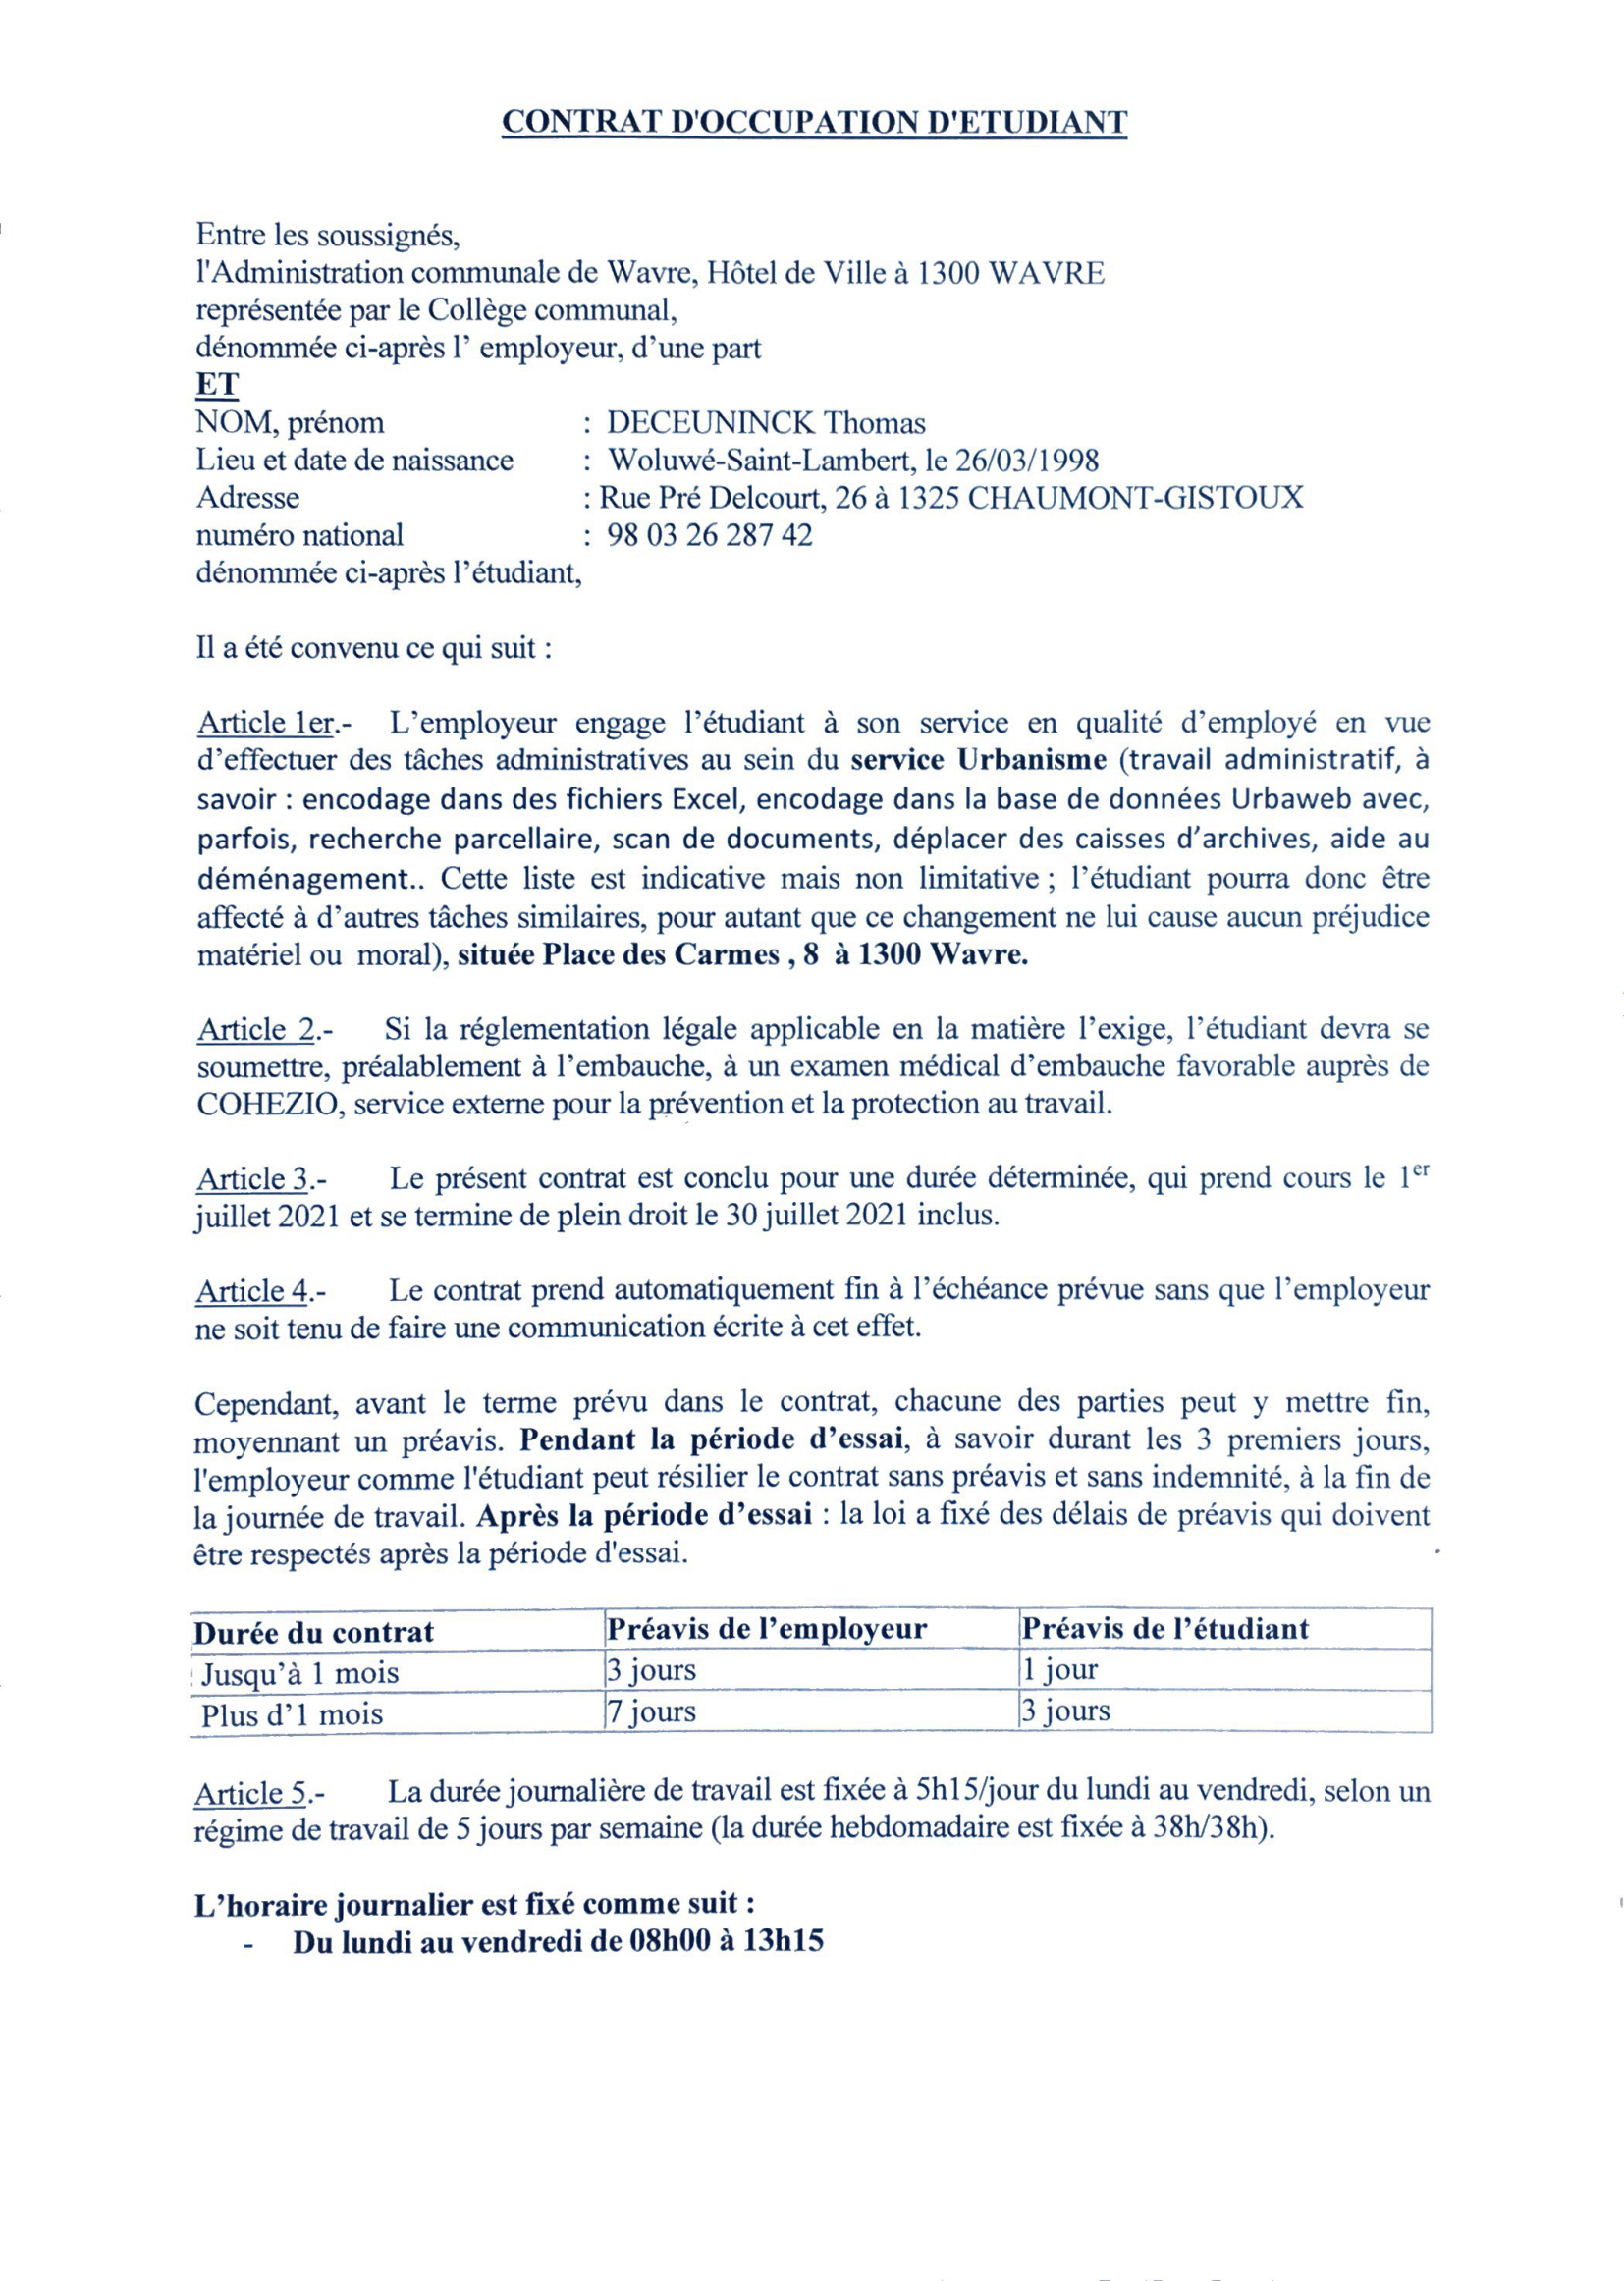 CONTRAT D'OCCUPATION D'ETUDIANT
Entre les soussignés,
l'Administration communale de Wavre, Hôtel de Ville à 1300 WAVRE
représentée par le Collège communal,
dénommée ci-après l’ employeur, d’une part
ET
NOM, prénom : DECEUNINCK Thomas
Lieu et date de naissance : Woluwé-Saint-Lambert, le 26/03/1998
Adresse : Rue Pré Delcourt, 26 à 1325 CHAUMONT-GISTOUX
numéro national : 98 03 26 287 42
dénommée ci-après l’étudiant,
Il a été convenu ce qui suit :
Article 1er.- L’employeur engage l’étudiant à son service en qualité d’employé en vue
d’effectuer des tâches administratives au sein du service Urbanisme (travail administratif, à
savoir : encodage dans des fichiers Excel, encodage dans la base de données Urbaweb avec,
parfois, recherche parcellaire, scan de documents, déplacer des caisses d’archives, aide au
déménagement.. Cette liste est indicative mais non limitative ; l’étudiant pourra donc être
affecté à d’autres tâches similaires, pour autant que ce changement ne lui cause aucun préjudice
matériel ou moral), située Place des Carmes , 8 à 1300 Wavre.
Article 2.- Si la réglementation légale applicable en la matière l’exige, l’étudiant devra se
soumettre, préalablement à l’embauche, à un examen médical d’embauche favorable auprès de
COHEZIO, service externe pour la prévention et la protection au travail.
Article 3.- Le présent contrat est conclu pour une durée déterminée, qui prend cours le 1er
juillet 2021 et se termine de plein droit le 30 juillet 2021 inclus.
Article 4.- Le contrat prend automatiquement fin à l’échéance prévue sans que l’employeur
ne soit tenu de faire une communication écrite à cet effet.
Cependant, avant le terme prévu dans le contrat, chacune des parties peut y mettre fin,
moyennant un préavis. Pendant la période d’essai, à savoir durant les 3 premiers jours,
l'employeur comme l'étudiant peut résilier le contrat sans préavis et sans indemnité, à la fin de
la journée de travail. Après la période d’essai : la loi a fixé des délais de préavis qui doivent
être respectés après la période d'essai.
Durée du contrat Préavis de l’employeur Préavis de l’étudiant
Jusqu’à 1 mois 3 jours 1 jour
Plus d’1 mois 7 jours 3 jours
Article 5.- La durée journalière de travail est fixée à 5h15/jour du lundi au vendredi, selon un
régime de travail de 5 jours par semaine (la durée hebdomadaire est fixée à 38h/38h).
L’horaire journalier est fixé comme suit :
- Du lundi au vendredi de 08h00 à 13h15